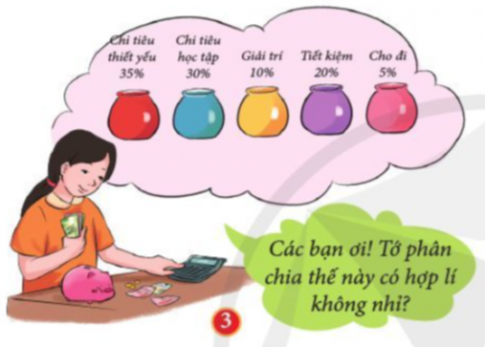 Chi tiêu
thiết yếu
35%
Chi tiêu
học tập
30%
Giải trí
10%
Tiết kiệm
20%
Cho đi
5%
Các bạn ơi! Tớ phân
chia thế này có hợp lí
không nhỉ?
3